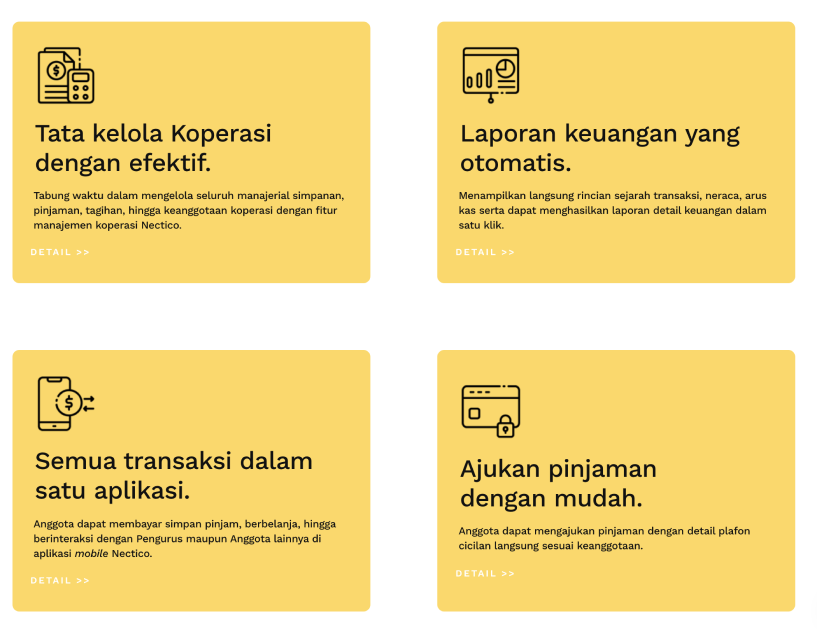 Tata kelola Koperasi
dengan efektif.
Tabung waktu dalam mengelola seluruh manajerial simpanan,
pinjaman, tagihan, hingga keanggotaan koperasi dengan fitur
manajemen koperasi Nectico.
DETAIL >>
Laporan keuangan yang
otomatis.
Menampilkan langsung rincian sejarah transaksi, neraca, arus
kas serta dapat menghasilkan laporan detail keuangan dalam
satu klik.
DETAIL >>
Semua transaksi dalam
satu aplikasi.
Anggota dapat membayar simpan pinjam, berbelanja, hingga
berinteraksi dengan Pengurus maupun Anggota lainnya di
aplikasi mobile Nectico.
DETAIL >>
Ajukan pinjaman
dengan mudah.
Anggota dapat mengajukan pinjaman dengan detail plafon
cicilan langsung sesuai keanggotaan.
DETAIL >>